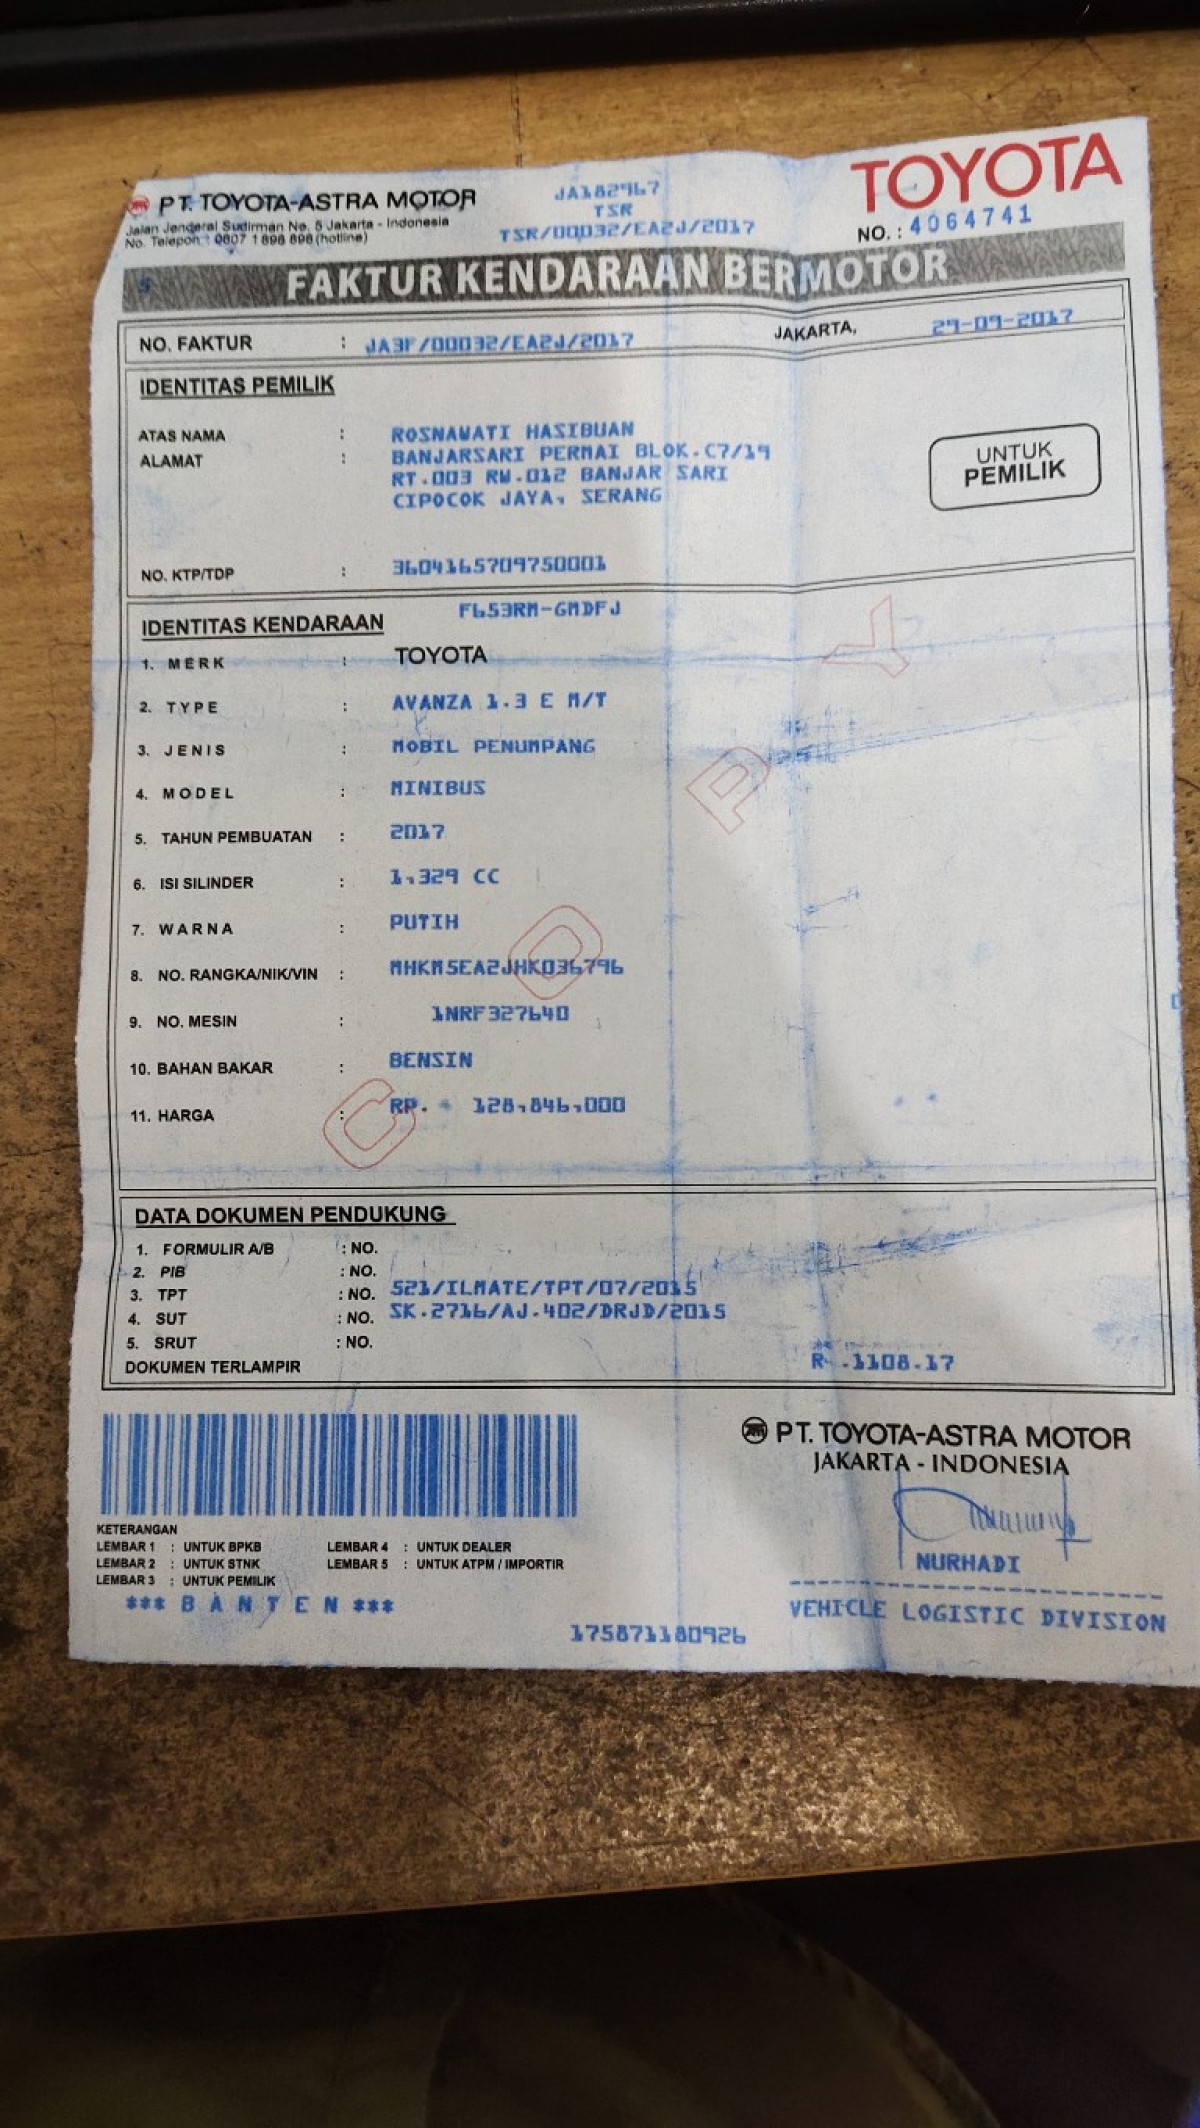 PT. TOYOTA-ASTRA MOTOR
Jalan Jenderal Sudirman No. 5 Jakarta - Indonesia
No. Telepon : 0807 1 898 898 (hotline)
JA182967
TSR
TSR/00032/EA2J/2017
TOYOTA
NO. : 4064741
5
FAKTUR KENDARAAN BERMOTOR
NO. FAKTUR : JA3F/00032/EA2J/2017 JAKARTA, 29-09-2017
IDENTITAS PEMILIK
ATAS NAMA : ROSNAWATI HASIBUAN
ALAMAT : BANJARSARI PERMAI BLOK.C7/19
RT.003 RW.012 BANJAR SARI
CIPOCOK JAYA, SERANG
UNTUK
PEMILIK
NO. KTP/TDP : 3604165709750001
F653RM-GMDFJ
IDENTITAS KENDARAAN
1. MERK : TOYOTA
2. TYPE : AVANZA 1.3 E M/T
3. JENIS : MOBIL PENUMPANG
4. MODEL : MINIBUS
5. TAHUN PEMBUATAN : 2017
6. ISI SILINDER : 1,329 CC
7. WARNA : PUTIH
8. NO. RANGKA/NIK/VIN : MHKM5EA2JHK036796
9. NO. MESIN : 1NRF327640
10. BAHAN BAKAR : BENSIN
11. HARGA : RP. 128,846,000
COPY
DATA DOKUMEN PENDUKUNG
1. FORMULIR A/B : NO.
2. PIB : NO.
3. TPT : NO. 521/ILMATE/TPT/07/2015
4. SUT : NO. SK.2716/AJ.402/DRJD/2015
5. SRUT : NO.
DOKUMEN TERLAMPIR R .1108.17
PT. TOYOTA-ASTRA MOTOR
JAKARTA - INDONESIA
KETERANGAN
LEMBAR 1 : UNTUK BPKB LEMBAR 4 : UNTUK DEALER
LEMBAR 2 : UNTUK STNK LEMBAR 5 : UNTUK ATPM / IMPORTIR
LEMBAR 3 : UNTUK PEMILIK
*** B A N T E N ***
NURHADI
VEHICLE LOGISTIC DIVISION
175871180926